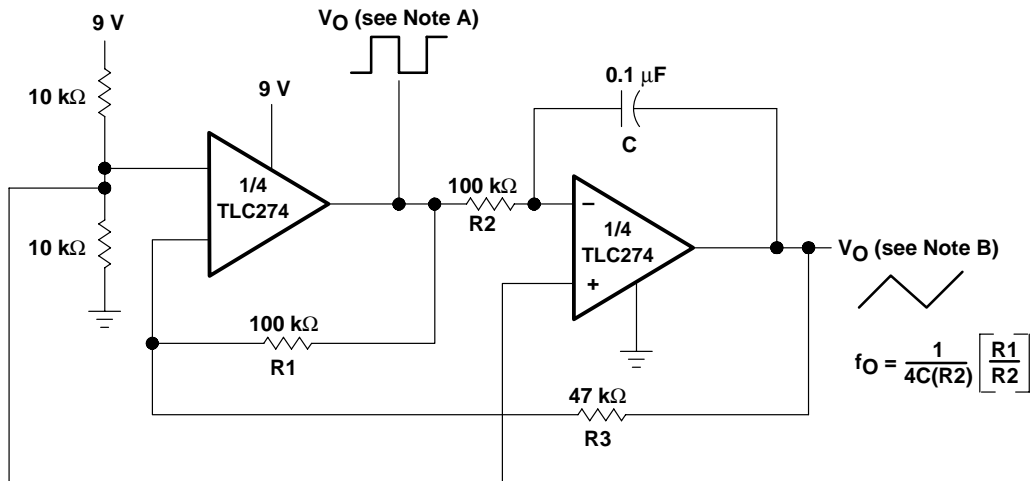 VO (see Note A)
9 V
10 kΩ
9 V
1/4
TLC274
10 kΩ
100 kΩ
R1
100 kΩ
R2
0.1 μF
C
−
1/4
TLC274
+
VO (see Note B)
47 kΩ
R3
fO = 1 / 4C(R2) [R1 / R2]